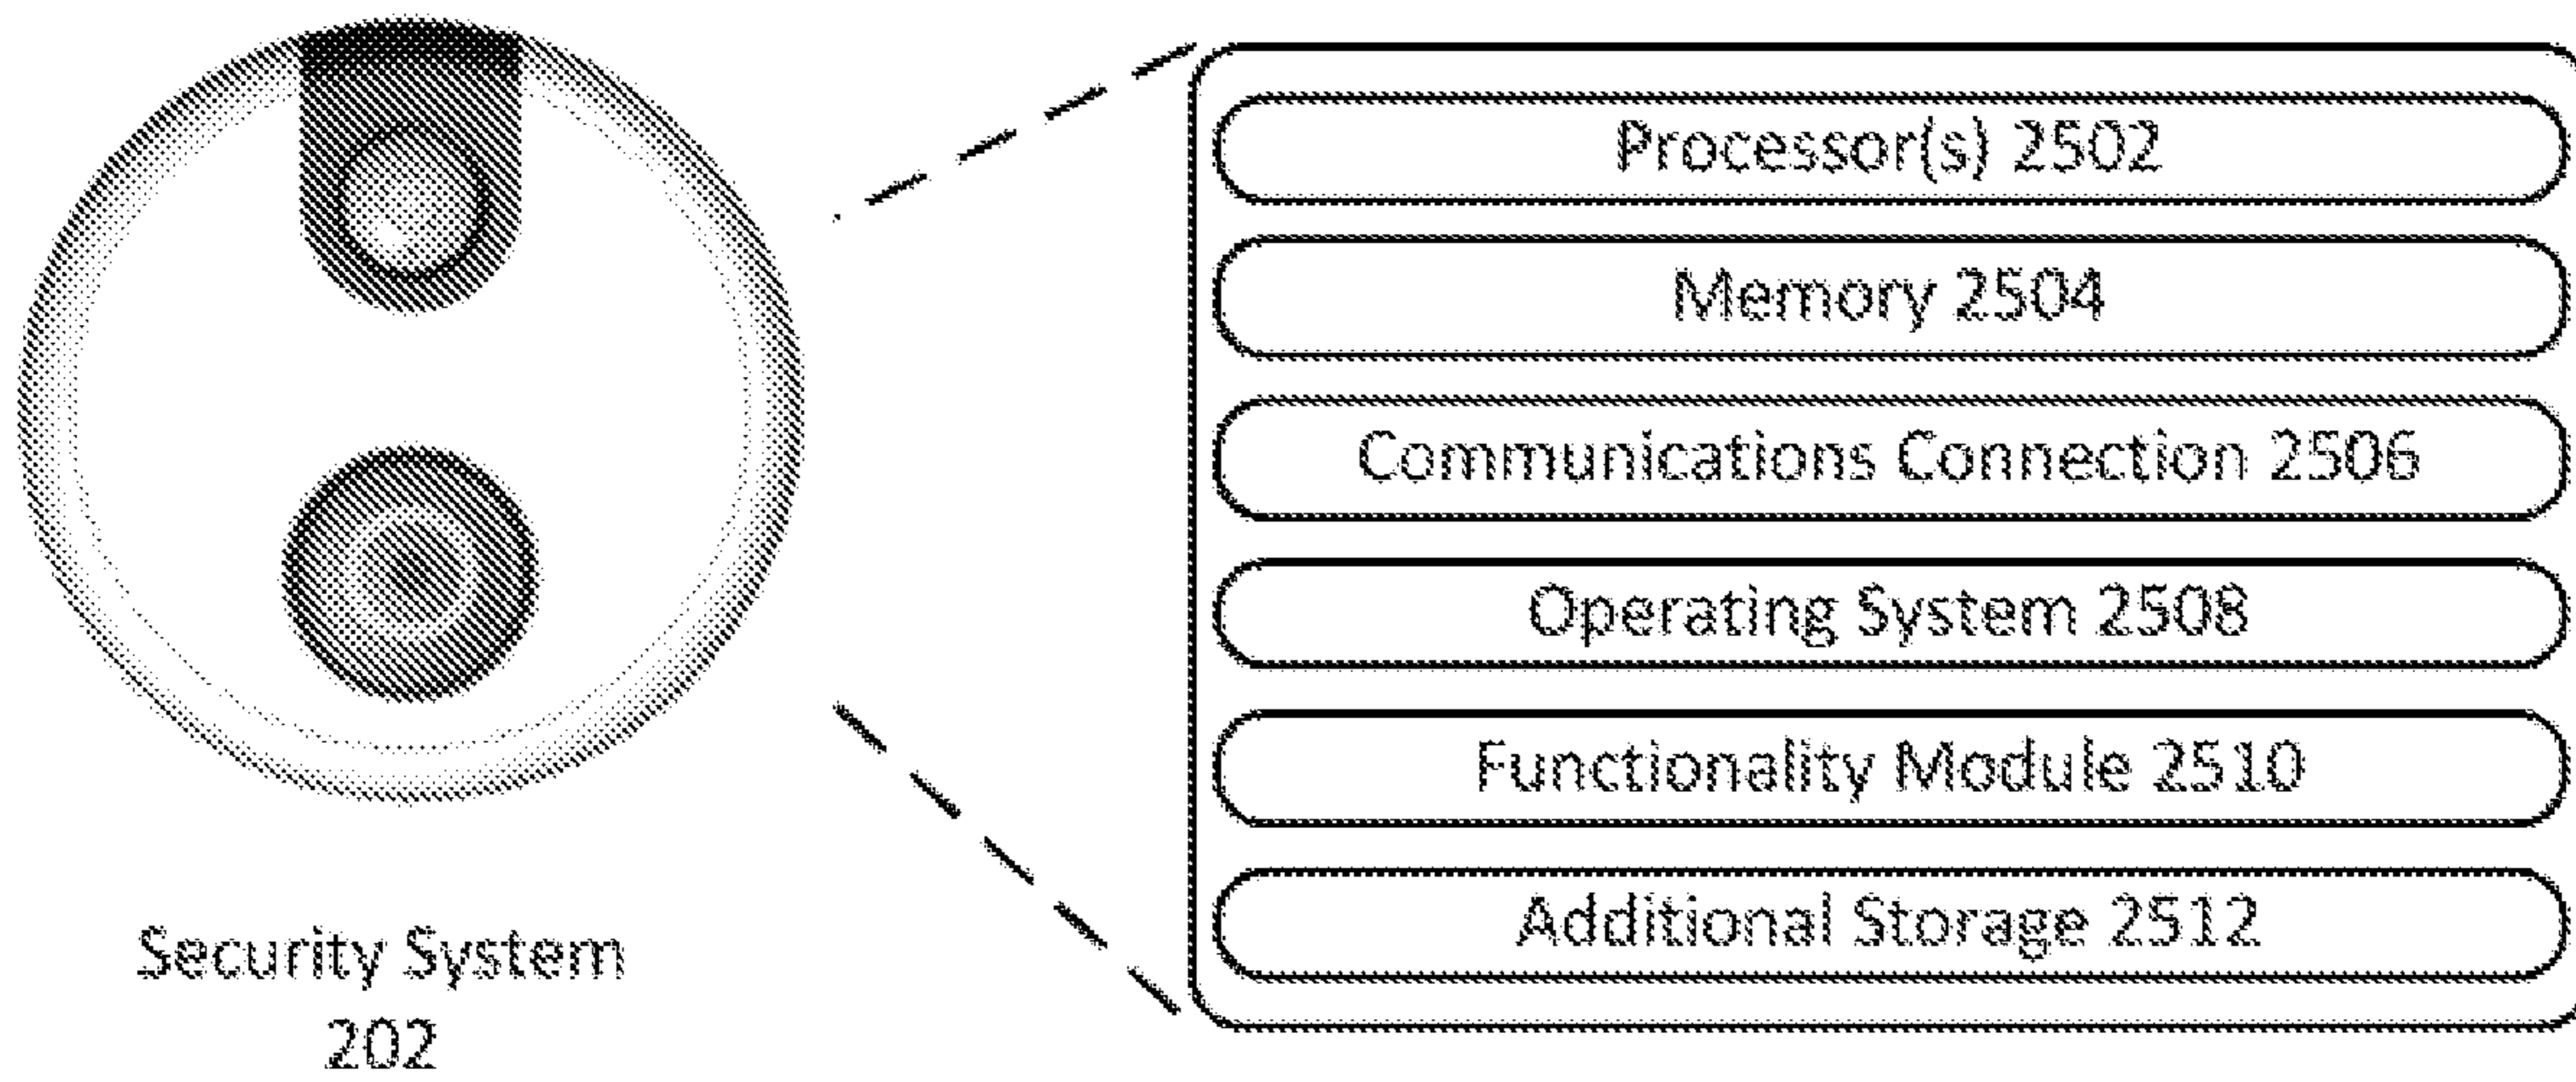 Processor(s) 2502
Memory 2504
Communications Connection 2506
Operating System 2508
Functionality Module 2510
Additional Storage 2512
Security System
202